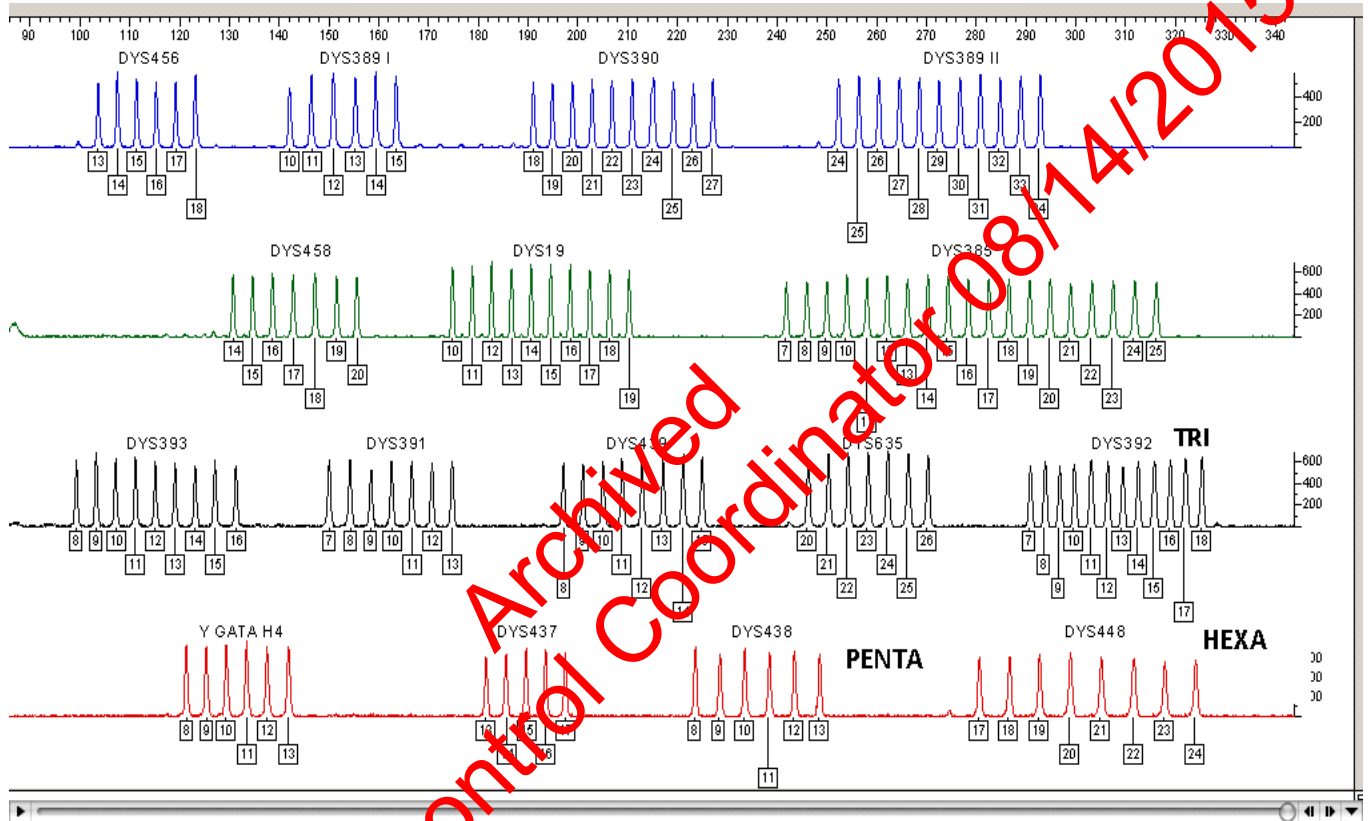 90 100 110 120 130 140 150 160 170 180 190 200 210 220 230 240 250 260 270 280 290 300 310 320 330 340
DYS456 DYS389 I DYS390 DYS389 II
400
200
13 15 17 10 11 13 15 18 20 22 24 26 24 26 29 32
14 16 12 14 19 21 23 27 27 30 33
18 25 28 31 34
25
DYS458 DYS19 DYS385
600
400
200
14 16 19 10 12 14 16 18 7 8 9 10 12 18 21 24 25
15 17 20 11 13 15 17 13 16 19 22
18 19 14 17 20 23
DYS393 DYS391 DYS439 DYS635 DYS392 TRI
600
400
200
8 9 10 12 14 16 7 8 9 10 12 10 13 20 23 26 7 10 13 16 18
11 13 15 11 13 11 21 24 8 11 14
8 12 22 25 9 12 15
17
Y GATA H4 DYS437 DYS438 PENTA DYS448 HEXA
8 9 10 12 8 9 10 12 13 17 18 19 21 23
11 13 16 20 22 24
11
Archived
Control Coordinator 08/14/2015